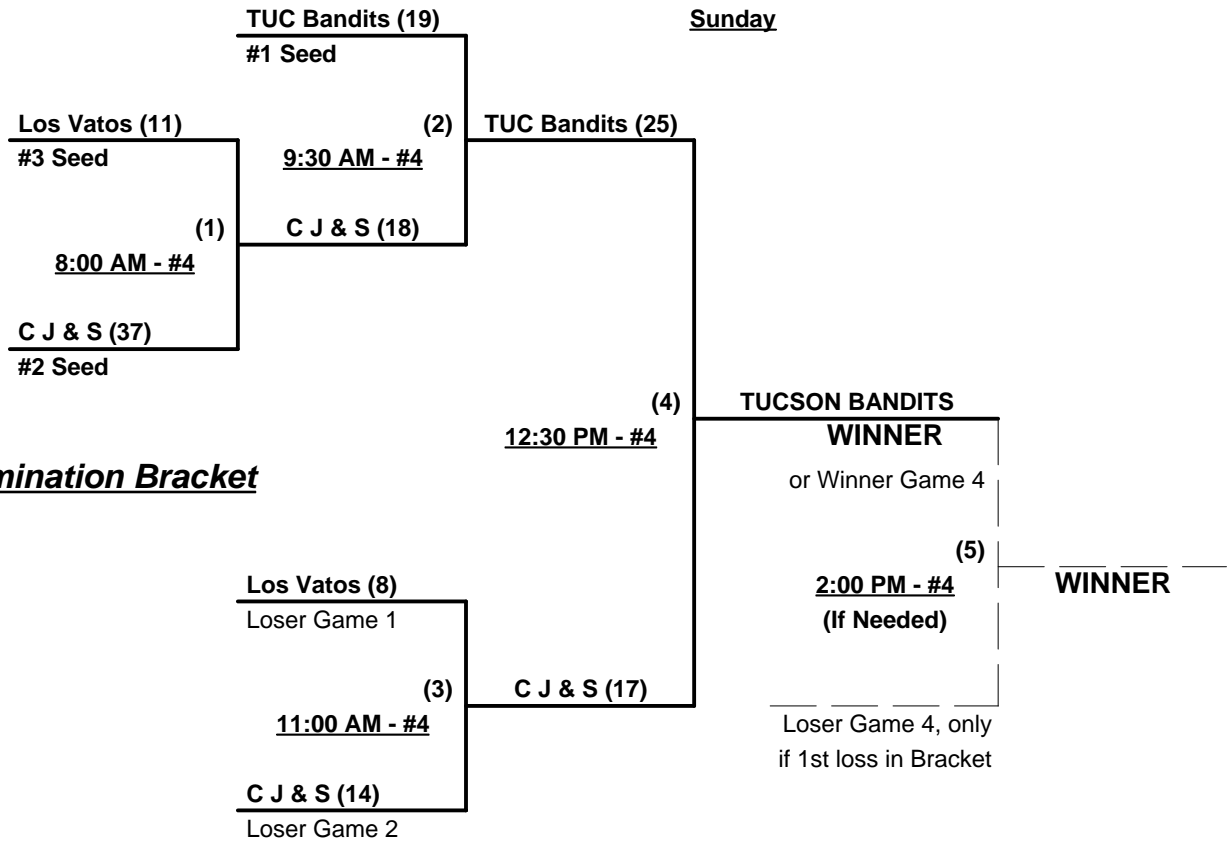 TUC Bandits (19)
Sunday
#1 Seed
Los Vatos (11)
(2)
TUC Bandits (25)
#3 Seed
9:30 AM - #4
(1)
C J & S (18)
8:00 AM - #4
C J & S (37)
#2 Seed
(4)
TUCSON BANDITS
12:30 PM - #4
WINNER
mination Bracket
or Winner Game 4
(5)
Los Vatos (8)
2:00 PM - #4
WINNER
Loser Game 1
(If Needed)
(3)
C J & S (17)
11:00 AM - #4
Loser Game 4, only
if 1st loss in Bracket
C J & S (14)
Loser Game 2